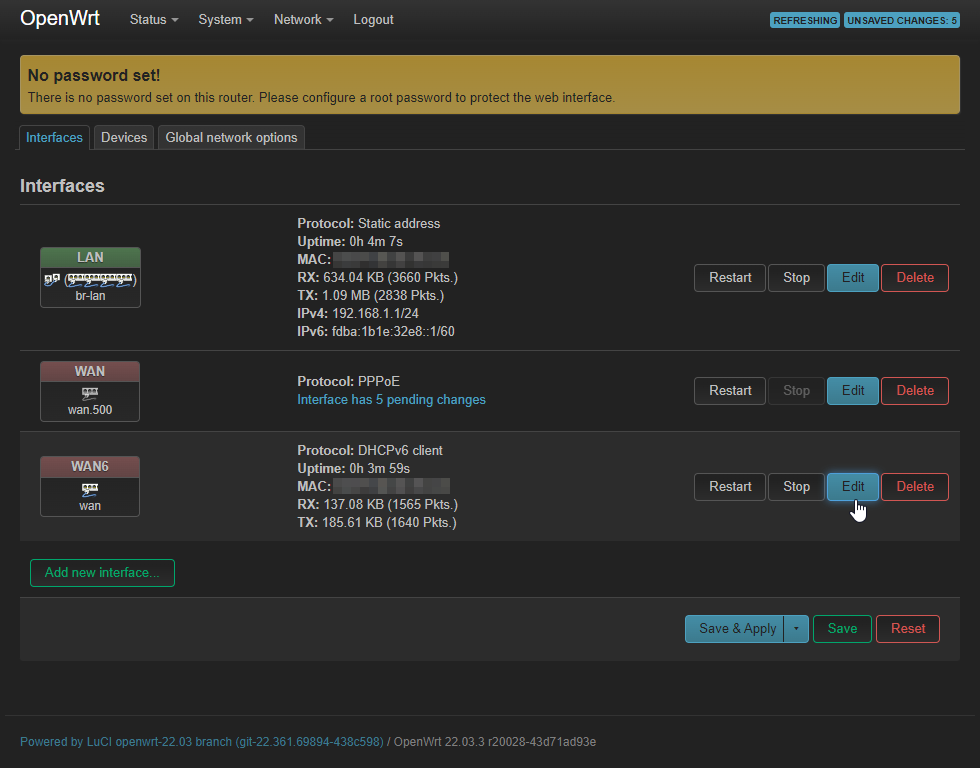 OpenWrt Status System Network Logout REFRESHING UNSAVED CHANGES: 5
No password set!
There is no password set on this router. Please configure a root password to protect the web interface.
Interfaces Devices Global network options
Interfaces
LAN
br-lan
Protocol: Static address
Uptime: 0h 4m 7s
MAC:
RX: 634.04 KB (3660 Pkts.)
TX: 1.09 MB (2838 Pkts.)
IPv4: 192.168.1.1/24
IPv6: fdba:1b1e:32e8::1/60
Restart Stop Edit Delete
WAN
wan.500
Protocol: PPPoE
Interface has 5 pending changes
Restart Stop Edit Delete
WAN6
wan
Protocol: DHCPv6 client
Uptime: 0h 3m 59s
MAC:
RX: 137.08 KB (1565 Pkts.)
TX: 185.61 KB (1640 Pkts.)
Restart Stop Edit Delete
Add new interface...
Save & Apply Save Reset
Powered by LuCI openwrt-22.03 branch (git-22.361.69894-438c598) / OpenWrt 22.03.3 r20028-43d71ad93e